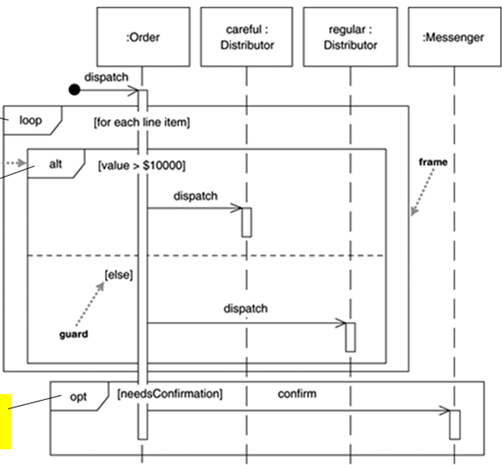 :Order
careful :
Distributor
regular :
Distributor
:Messenger
dispatch
loop
[for each line item]
alt
[value > $10000]
frame
dispatch
[else]
dispatch
guard
opt
[needsConfirmation]
confirm